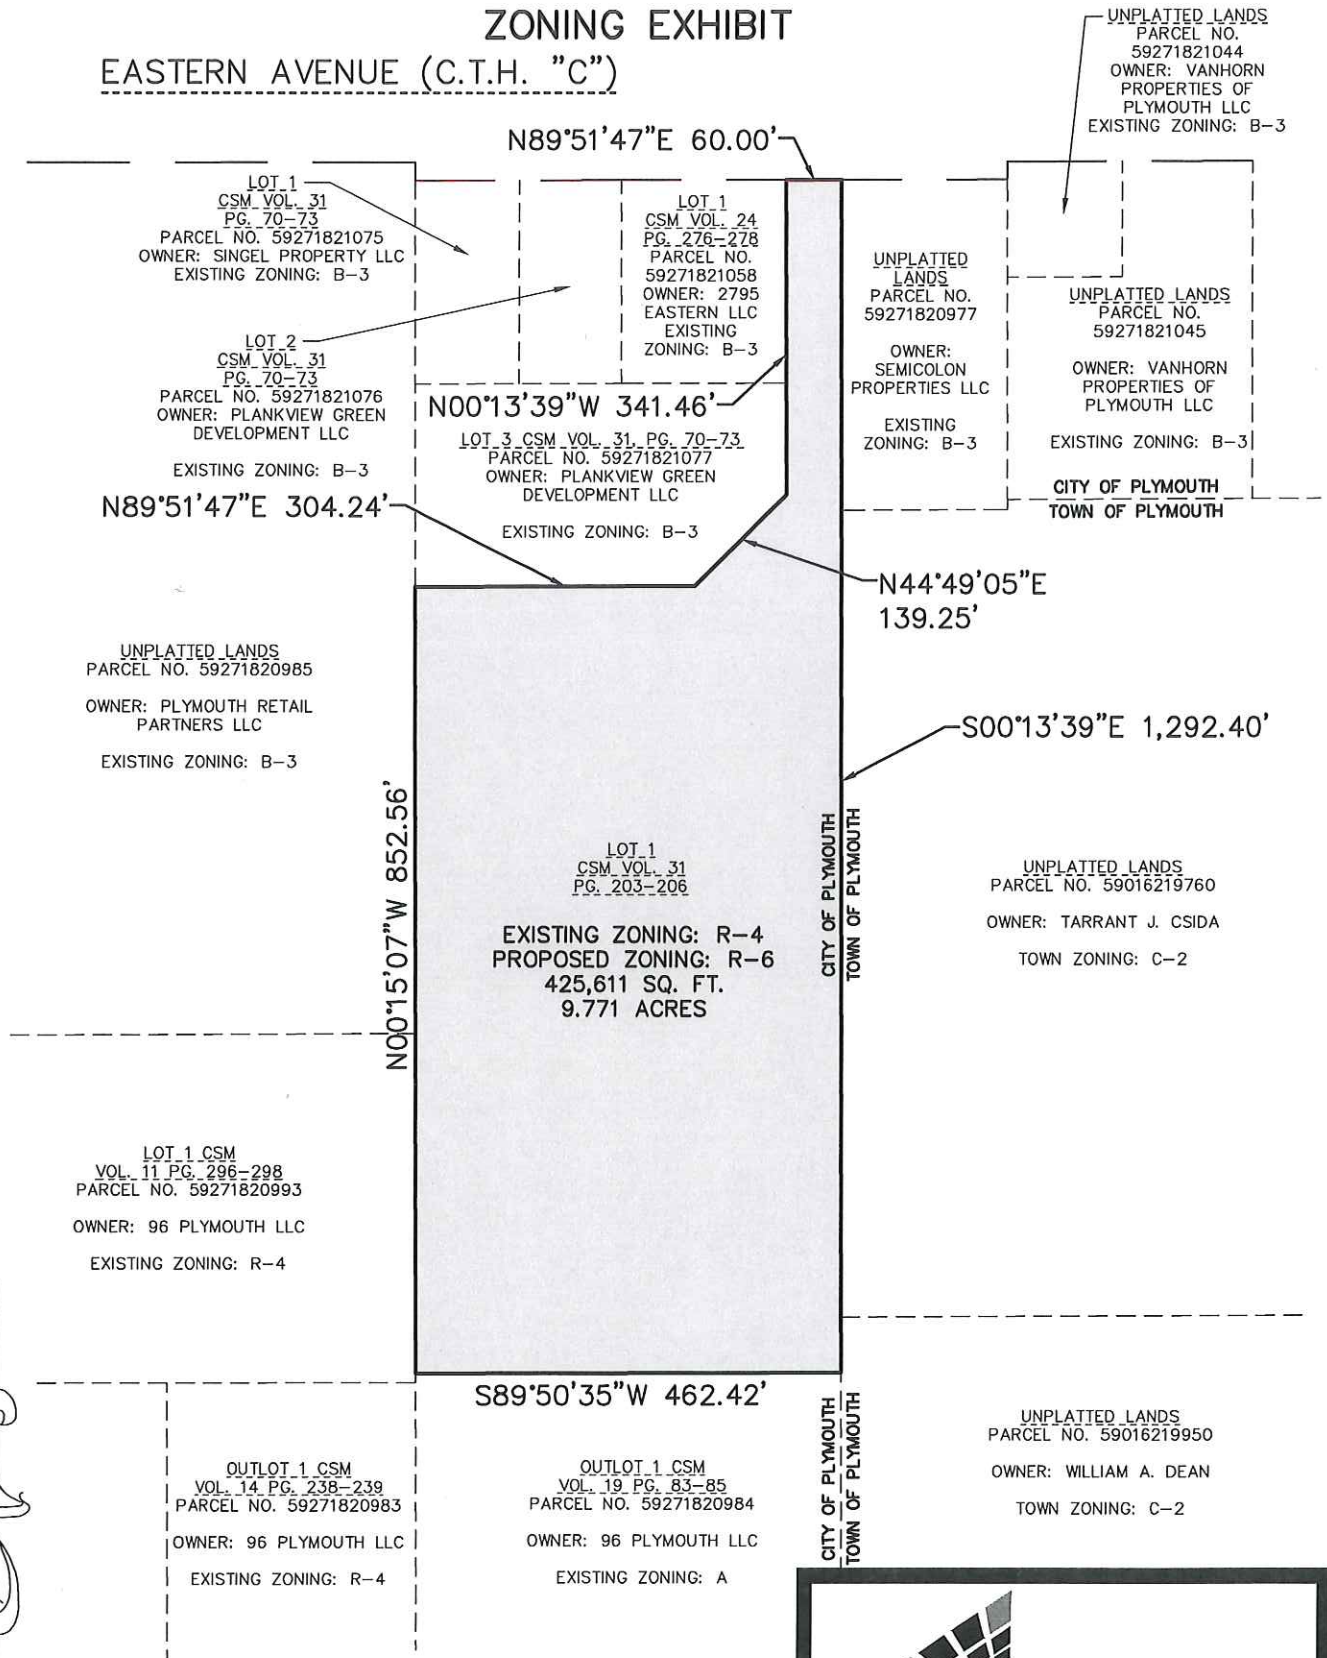 ZONING EXHIBIT
EASTERN AVENUE (C.T.H. "C")
UNPLATTED LANDS
PARCEL NO.
59271821044
OWNER: VANHORN
PROPERTIES OF
PLYMOUTH LLC
EXISTING ZONING: B-3
N89°51'47"E 60.00'
LOT 1
CSM VOL. 31
PG. 70-73
PARCEL NO. 59271821075
OWNER: SINGEL PROPERTY LLC
EXISTING ZONING: B-3
LOT 1
CSM VOL. 24
PG. 276-278
PARCEL NO.
59271821058
OWNER: 2795
EASTERN LLC
EXISTING
ZONING: B-3
UNPLATTED
LANDS
PARCEL NO.
59271820977
OWNER:
SEMICOLON
PROPERTIES LLC
EXISTING
ZONING: B-3
UNPLATTED LANDS
PARCEL NO.
59271821045
OWNER: VANHORN
PROPERTIES OF
PLYMOUTH LLC
EXISTING ZONING: B-3
LOT 2
CSM VOL. 31
PG. 70-73
PARCEL NO. 59271821076
OWNER: PLANKVIEW GREEN
DEVELOPMENT LLC
EXISTING ZONING: B-3
N00°13'39"W 341.46'
LOT 3 CSM VOL. 31, PG. 70-73
PARCEL NO. 59271821077
OWNER: PLANKVIEW GREEN
DEVELOPMENT LLC
EXISTING ZONING: B-3
CITY OF PLYMOUTH
TOWN OF PLYMOUTH
N89°51'47"E 304.24'
N44°49'05"E
139.25'
UNPLATTED LANDS
PARCEL NO. 59271820985
OWNER: PLYMOUTH RETAIL
PARTNERS LLC
EXISTING ZONING: B-3
S00°13'39"E 1,292.40'
N00°15'07"W 852.56'
LOT 1
CSM VOL. 31
PG. 203-206
EXISTING ZONING: R-4
PROPOSED ZONING: R-6
425,611 SQ. FT.
9.771 ACRES
CITY OF PLYMOUTH
TOWN OF PLYMOUTH
UNPLATTED LANDS
PARCEL NO. 59016219760
OWNER: TARRANT J. CSIDA
TOWN ZONING: C-2
LOT 1 CSM
VOL. 11 PG. 296-298
PARCEL NO. 59271820993
OWNER: 96 PLYMOUTH LLC
EXISTING ZONING: R-4
S89°50'35"W 462.42'
OUTLOT 1 CSM
VOL. 14 PG. 238-239
PARCEL NO. 59271820983
OWNER: 96 PLYMOUTH LLC
EXISTING ZONING: R-4
OUTLOT 1 CSM
VOL. 19 PG. 83-85
PARCEL NO. 59271820984
OWNER: 96 PLYMOUTH LLC
EXISTING ZONING: A
CITY OF PLYMOUTH
TOWN OF PLYMOUTH
UNPLATTED LANDS
PARCEL NO. 59016219950
OWNER: WILLIAM A. DEAN
TOWN ZONING: C-2